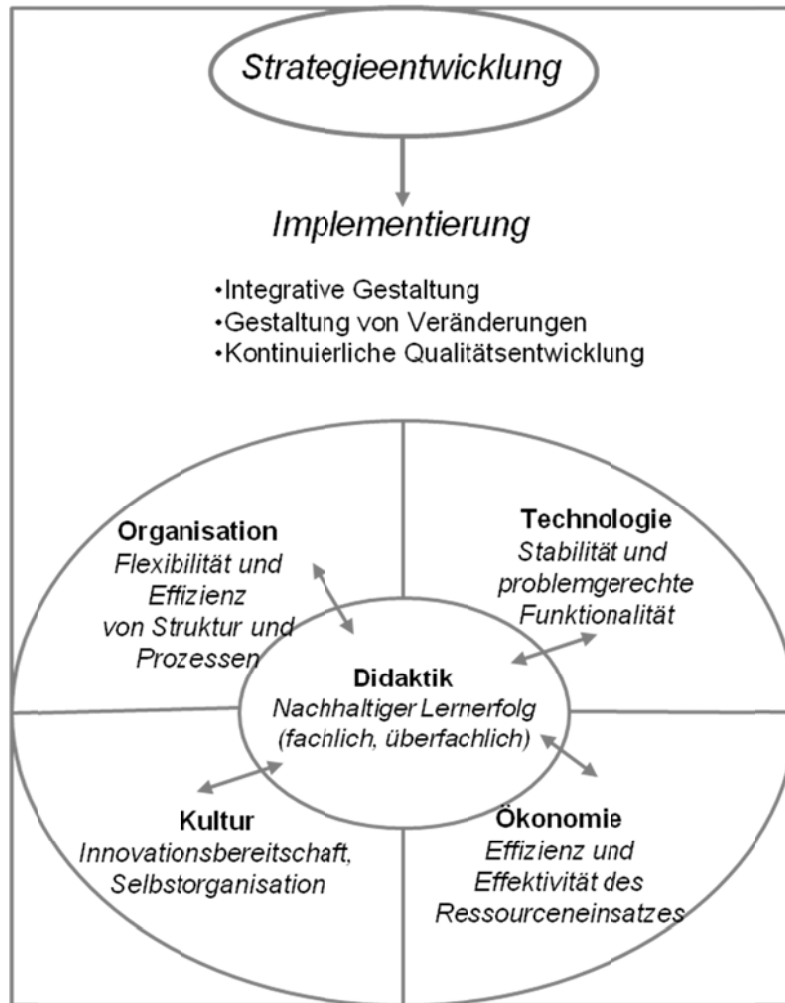 Strategieentwicklung
Implementierung
•Integrative Gestaltung
•Gestaltung von Veränderungen
•Kontinuierliche Qualitätsentwicklung
Organisation
Flexibilität und
Effizienz
von Struktur und
Prozessen
Technologie
Stabilität und
problemgerechte
Funktionalität
Didaktik
Nachhaltiger Lernerfolg
(fachlich, überfachlich)
Kultur
Innovationsbereitschaft,
Selbstorganisation
Ökonomie
Effizienz und
Effektivität des
Ressourceneinsatzes